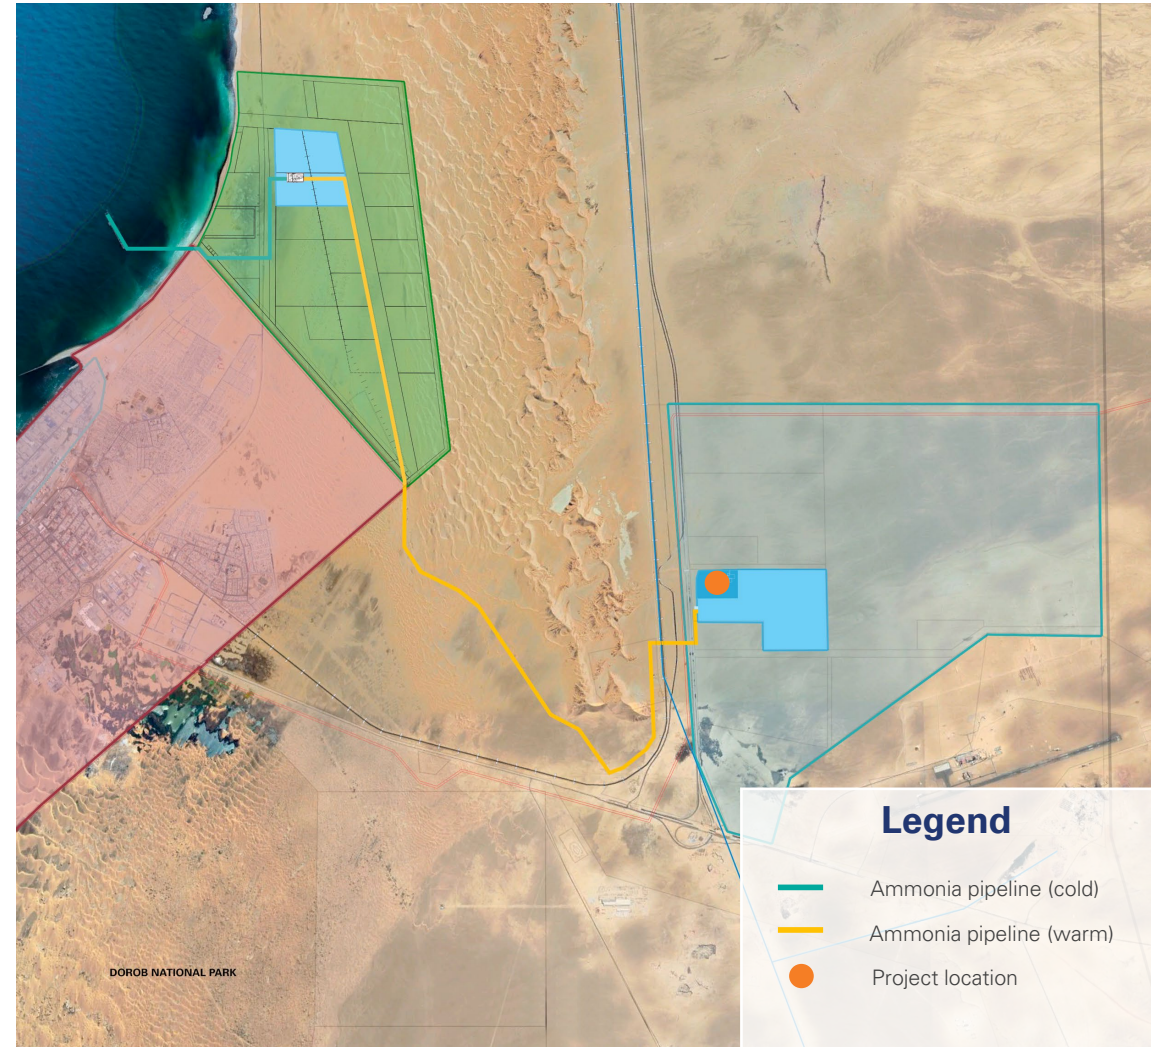 DOROB NATIONAL PARK
Legend
Ammonia pipeline (cold)
Ammonia pipeline (warm)
Project location